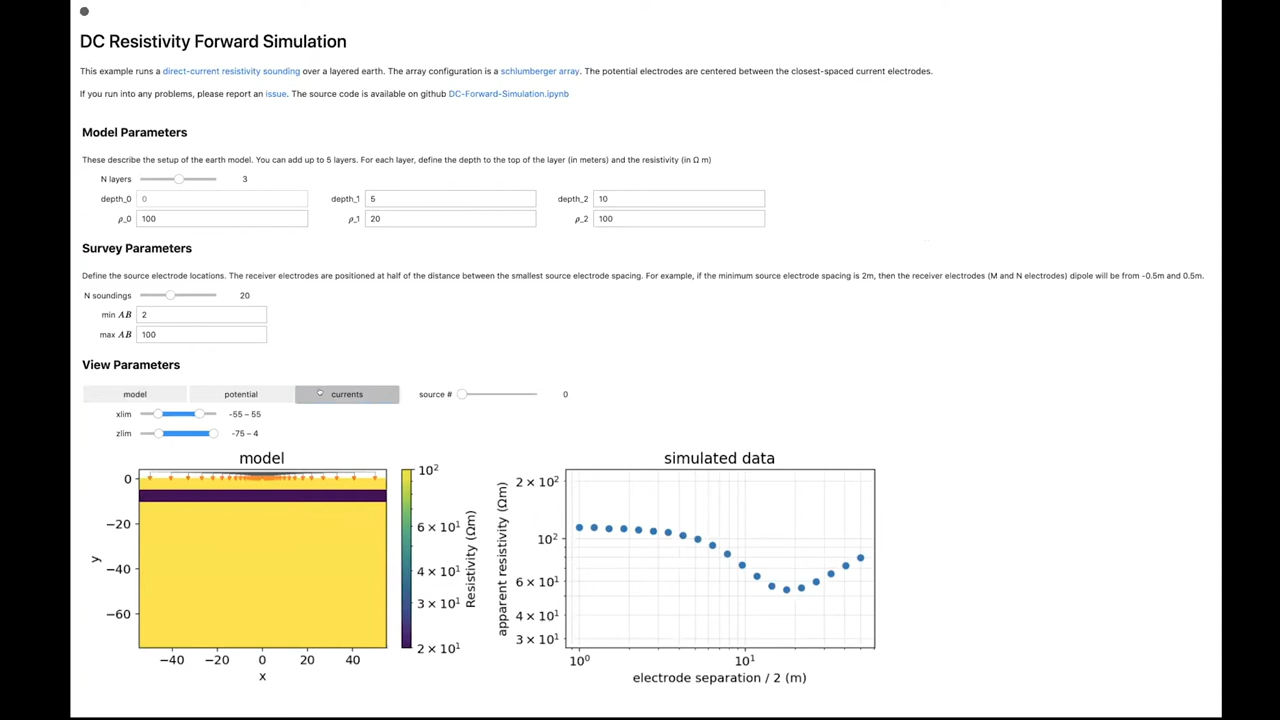 DC Resistivity Forward Simulation
This example runs a direct-current resistivity sounding over a layered earth. The array configuration is a schlumberger array. The potential electrodes are centered between the closest-spaced current electrodes.
If you run into any problems, please report an issue. The source code is available on github DC-Forward-Simulation.ipynb
Model Parameters
These describe the setup of the earth model. You can add up to 5 layers. For each layer, define the depth to the top of the layer (in meters) and the resistivity (in Ω m)
N layers 3
depth_0 0 depth_1 5 depth_2 10
ρ_0 100 ρ_1 20 ρ_2 100
Survey Parameters
Define the source electrode locations. The receiver electrodes are positioned at half of the distance between the smallest source electrode spacing. For example, if the minimum source electrode spacing is 2m, then the receiver electrodes (M and N electrodes) dipole will be from -0.5m and 0.5m.
N soundings 20
min AB 2
max AB 100
View Parameters
model potential currents source # 0
xlim -55 – 55
zlim -75 – 4
model
0
−20
−40
−60
y
−40 −20 0 20 40
x
10²
6 × 10¹
4 × 10¹
3 × 10¹
2 × 10¹
Resistivity (Ωm)
simulated data
2 × 10²
10²
6 × 10¹
4 × 10¹
3 × 10¹
apparent resistivity (Ωm)
10⁰ 10¹
electrode separation / 2 (m)